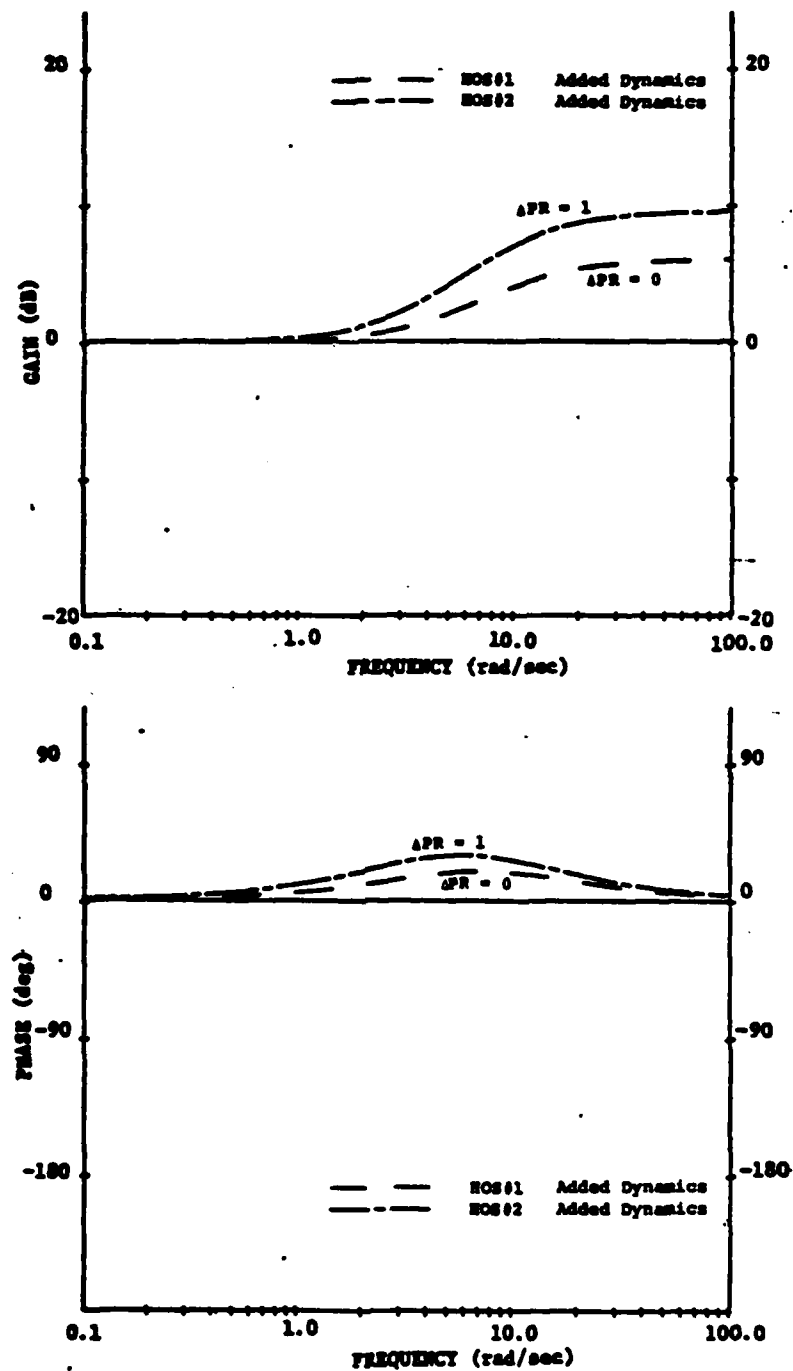 20
20
HOS#1 Added Dynamics
HOS#2 Added Dynamics
ΔPR = 1
ΔPR = 0
GAIN (dB)
0
0
-20
-20
0.1
1.0
10.0
100.0
FREQUENCY (rad/sec)
90
90
ΔPR = 1
0
ΔPR = 0
0
PHASE (deg)
-90
-90
-180
-180
HOS#1 Added Dynamics
HOS#2 Added Dynamics
0.1
1.0
10.0
100.0
FREQUENCY (rad/sec)